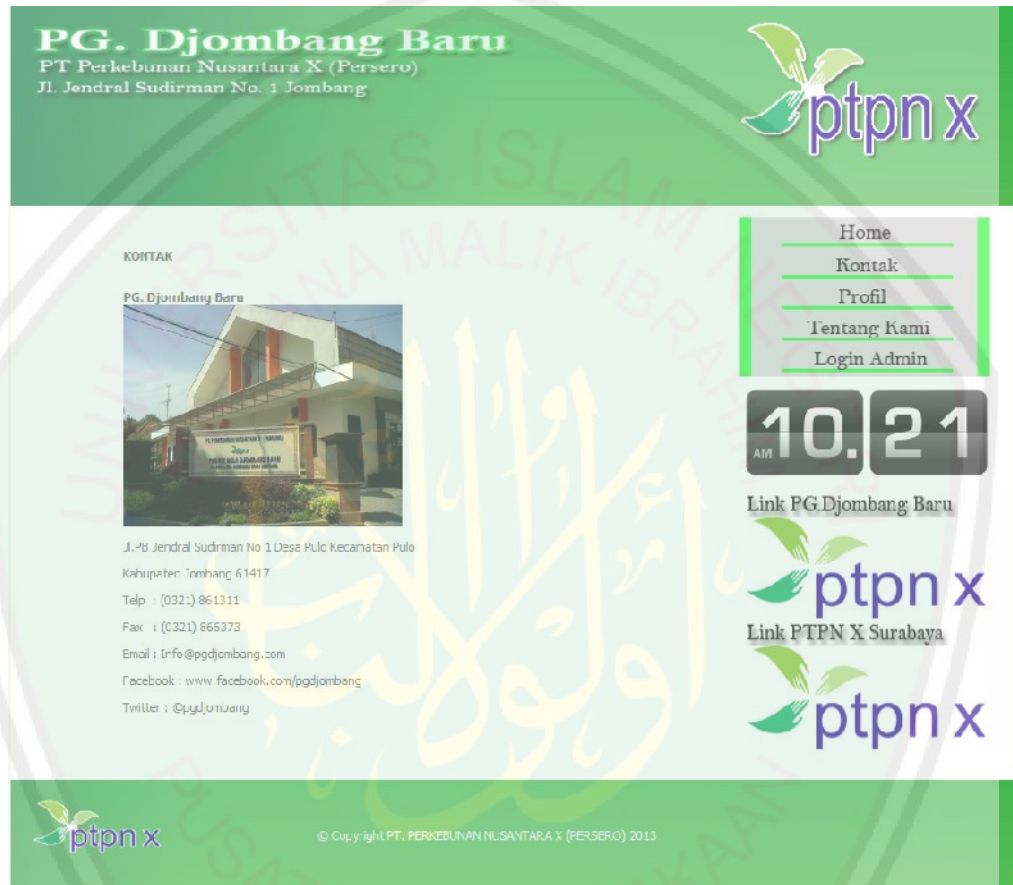 PG. Djombang Baru
PT Perkebunan Nusantara X (Persero)
Jl. Jendral Sudirman No. 1 Jombang
ptpn x
Home
Kontak
Profil
Tentang Kami
Login Admin
AM 10.21
Link PG.Djombang Baru
ptpn x
Link PTPN X Surabaya
ptpn x
KONTAK
PG. Djombang Baru
Jl.PB Jendral Sudirman No 1 Desa Pulo Kecamatan Pulo
Kabupaten Jombang 61417
Telp : (0321) 861311
Fax : (0321) 865373
Email : Info@pgdjombang.com
Facebook : www.facebook.com/pgdjombang
Twitter : @pgdjombang
ptpn x
© Copyright PT. PERKEBUNAN NUSANTARA X (PERSERO) 2013